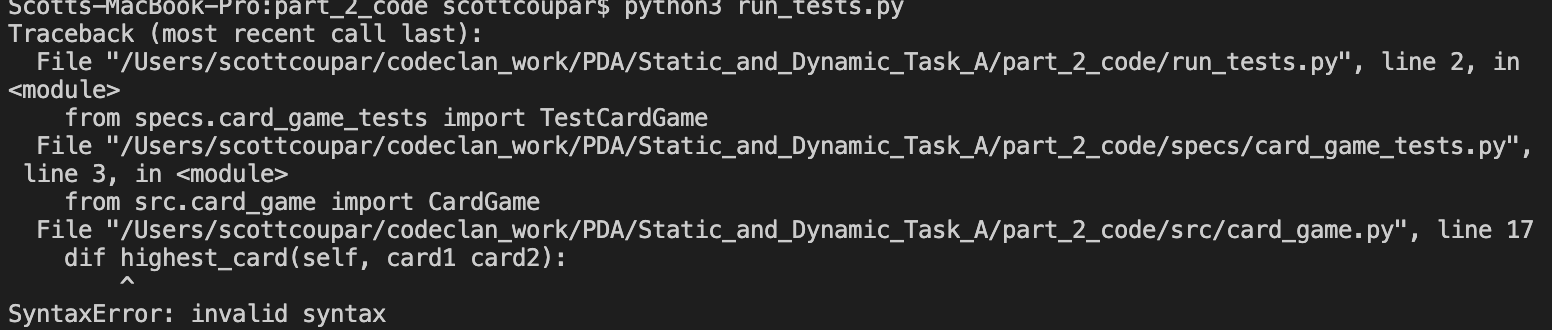 Scotts-MacBook-Pro:part_2_code scottcoupar$ python3 run_tests.py
Traceback (most recent call last):
  File "/Users/scottcoupar/codeclan_work/PDA/Static_and_Dynamic_Task_A/part_2_code/run_tests.py", line 2, in
<module>
    from specs.card_game_tests import TestCardGame
  File "/Users/scottcoupar/codeclan_work/PDA/Static_and_Dynamic_Task_A/part_2_code/specs/card_game_tests.py",
 line 3, in <module>
    from src.card_game import CardGame
  File "/Users/scottcoupar/codeclan_work/PDA/Static_and_Dynamic_Task_A/part_2_code/src/card_game.py", line 17
    dif highest_card(self, card1 card2):
        ^
SyntaxError: invalid syntax